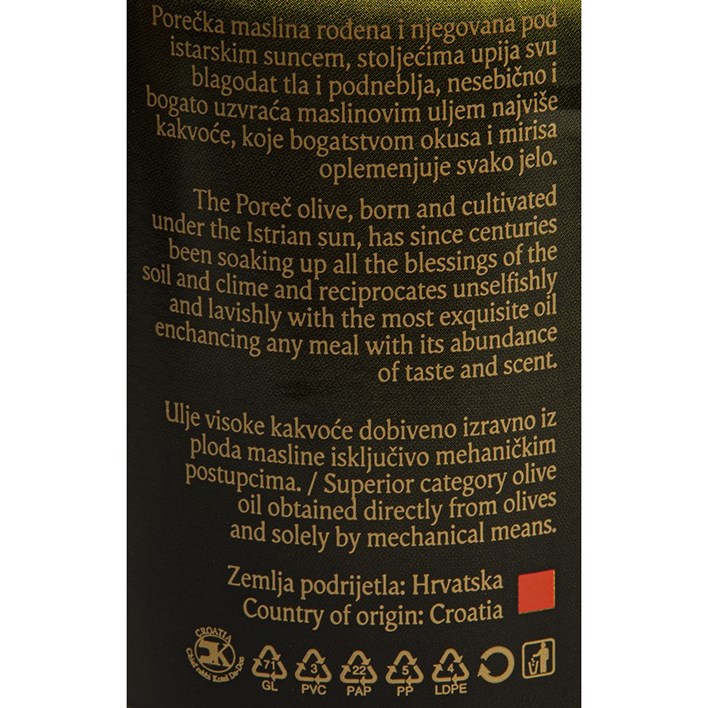 Porečka maslina rođena i njegovana pod
istarskim suncem, stoljećima upija svu
blagodat tla i podneblja, nesebično i
bogato uzvraća maslinovim uljem najviše
kakvoće, koje bogatstvom okusa i mirisa
oplemenjuje svako jelo.
The Poreč olive, born and cultivated
under the Istrian sun, has since centuries
been soaking up all the blessings of the
soil and clime and reciprocates unselfishly
and lavishly with the most exquisite oil
enchancing any meal with its abundance
of taste and scent.
Ulje visoke kakvoće dobiveno izravno iz
ploda masline isključivo mehaničkim
postupcima. / Superior category olive
oil obtained directly from olives
and solely by mechanical means.
Zemlja podrijetla: Hrvatska
Country of origin: Croatia
CROATIA
K
Chief rabbi Kotel Da-Don
71 3 22 5 4
GL PVC PAP PP LDPE